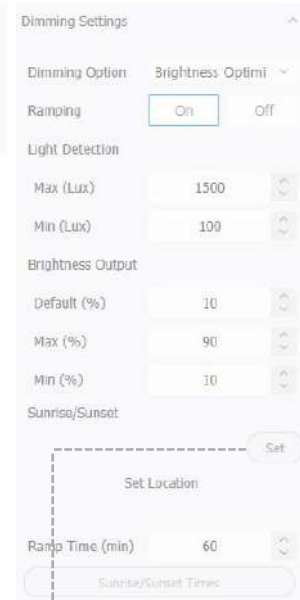 Dimming Settings
Dimming Option Brightness Optimi
Ramping On Off
Light Detection
Max (Lux) 1500
Min (Lux) 100
Brightness Output
Default (%) 10
Max (%) 90
Min (%) 10
Sunrise/Sunset
Set
Set Location
Ramp Time (min) 60
Sunrise/Sunset Times